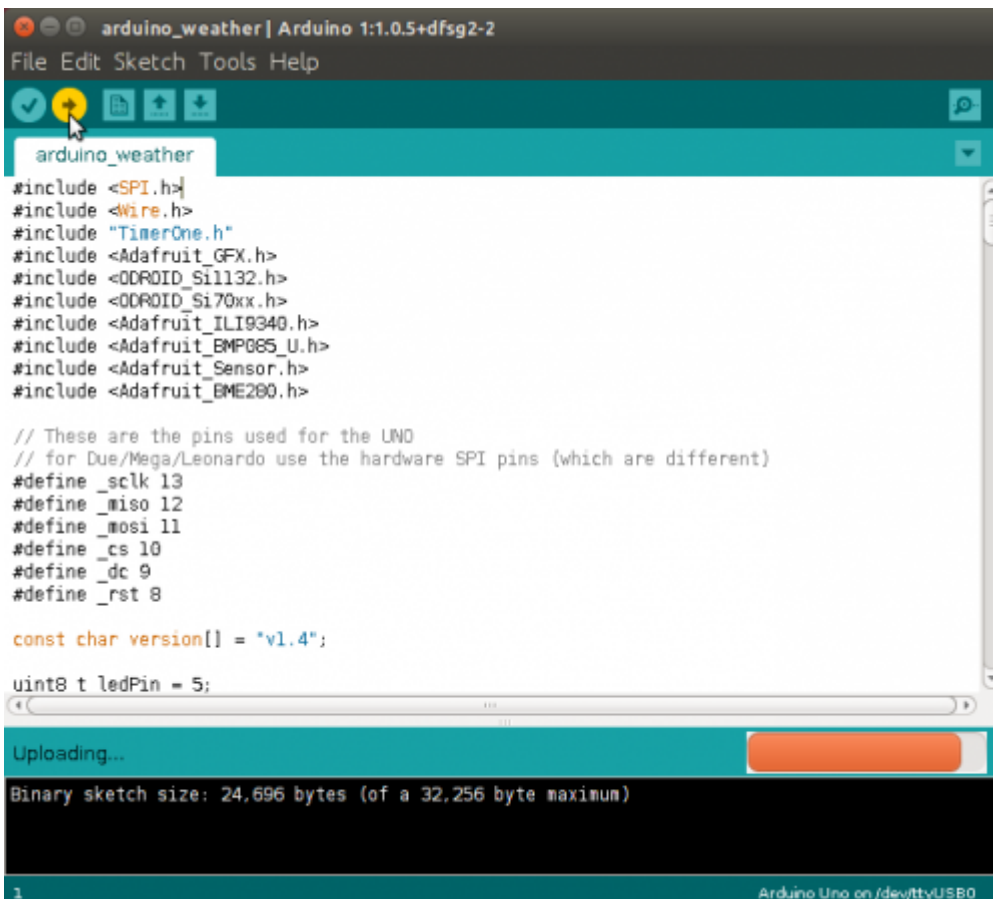 arduino_weather | Arduino 1:1.0.5+dfsg2-2
File Edit Sketch Tools Help
arduino_weather
#include <SPI.h>
#include <Wire.h>
#include "TimerOne.h"
#include <Adafruit_GFX.h>
#include <ODROID_Si1132.h>
#include <ODROID_Si70xx.h>
#include <Adafruit_ILI9340.h>
#include <Adafruit_BMP085_U.h>
#include <Adafruit_Sensor.h>
#include <Adafruit_BME280.h>
// These are the pins used for the UNO
// for Due/Mega/Leonardo use the hardware SPI pins (which are different)
#define _sclk 13
#define _miso 12
#define _mosi 11
#define _cs 10
#define _dc 9
#define _rst 8
const char version[] = "v1.4";
uint8_t ledPin = 5;
Uploading...
Binary sketch size: 24,696 bytes (of a 32,256 byte maximum)
1
Arduino Uno on /dev/ttyUSB0